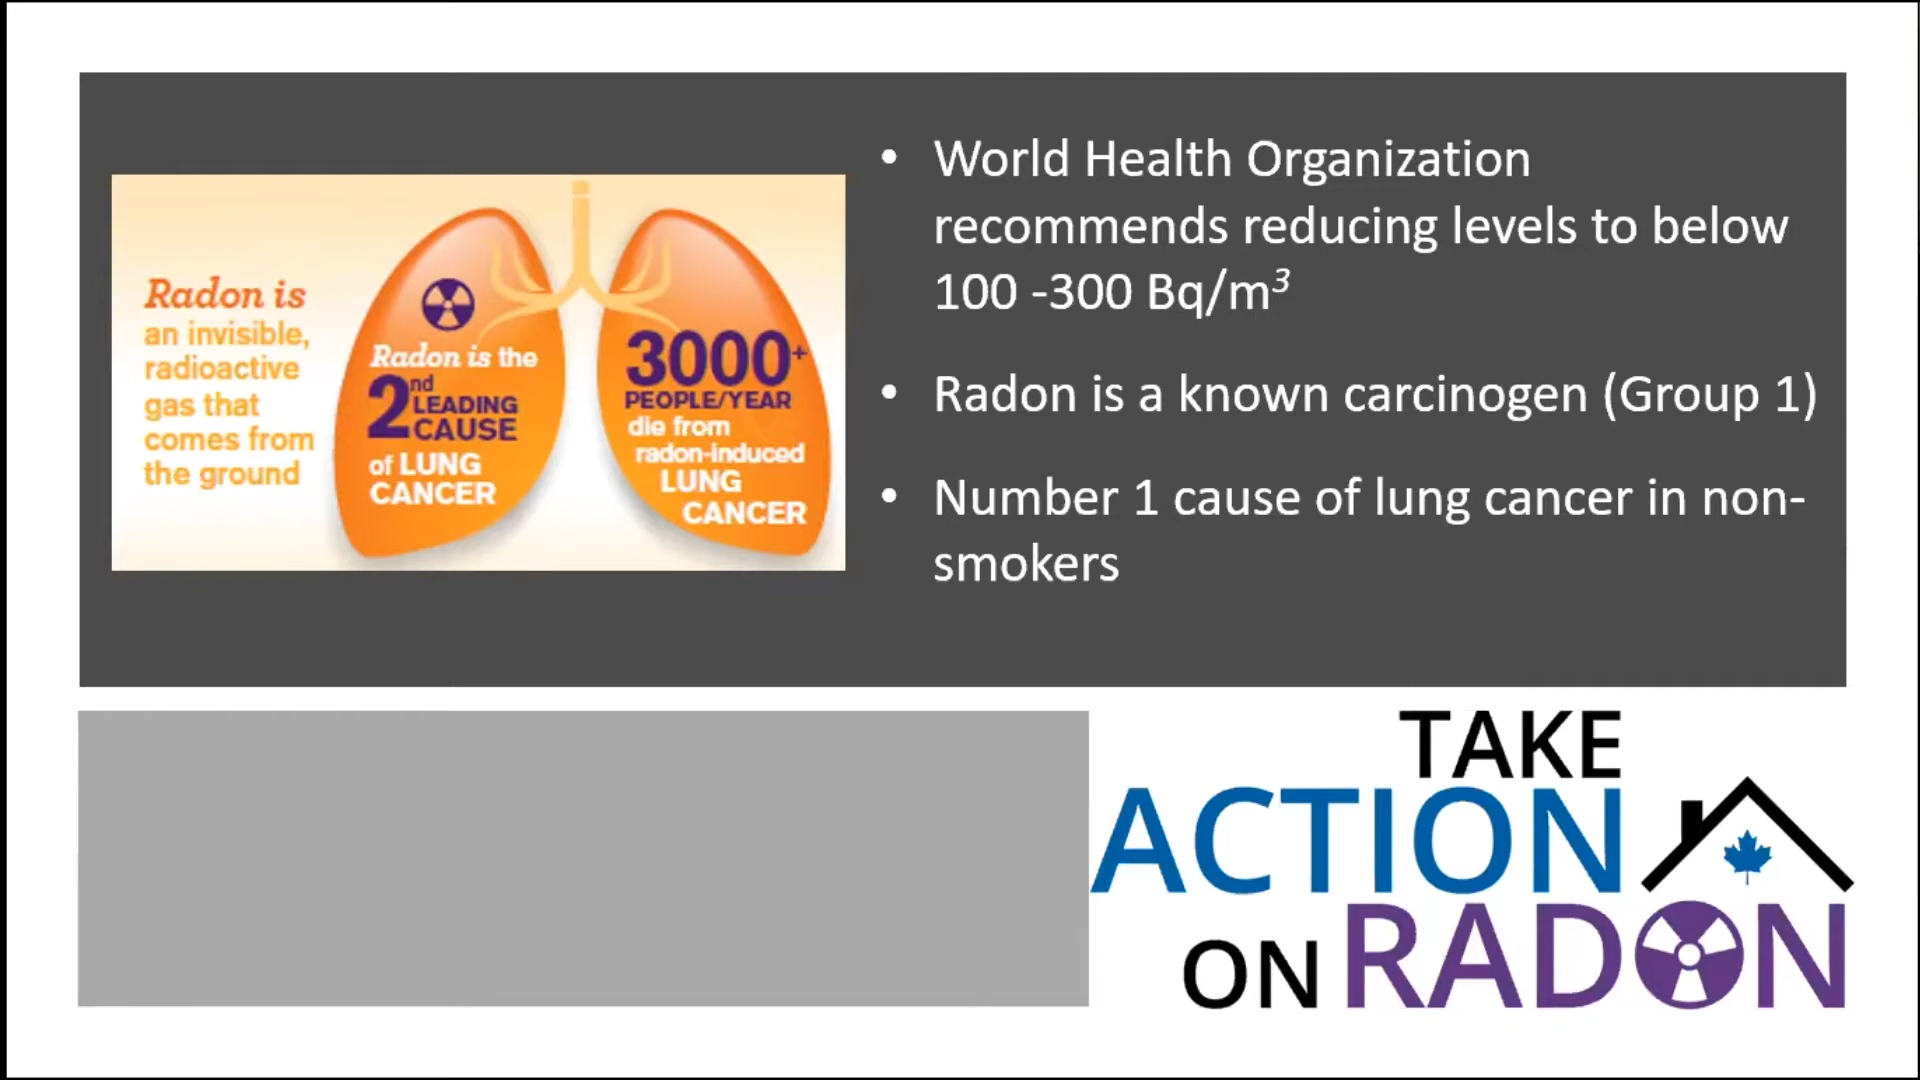 Radon is
an invisible,
radioactive
gas that
comes from
the ground
Radon is the
2nd
LEADING
CAUSE
of LUNG
CANCER
3000+
PEOPLE/YEAR
die from
radon-induced
LUNG
CANCER
• World Health Organization
recommends reducing levels to below
100 -300 Bq/m³
• Radon is a known carcinogen (Group 1)
• Number 1 cause of lung cancer in non-
smokers
TAKE
ACTION
ON RADON